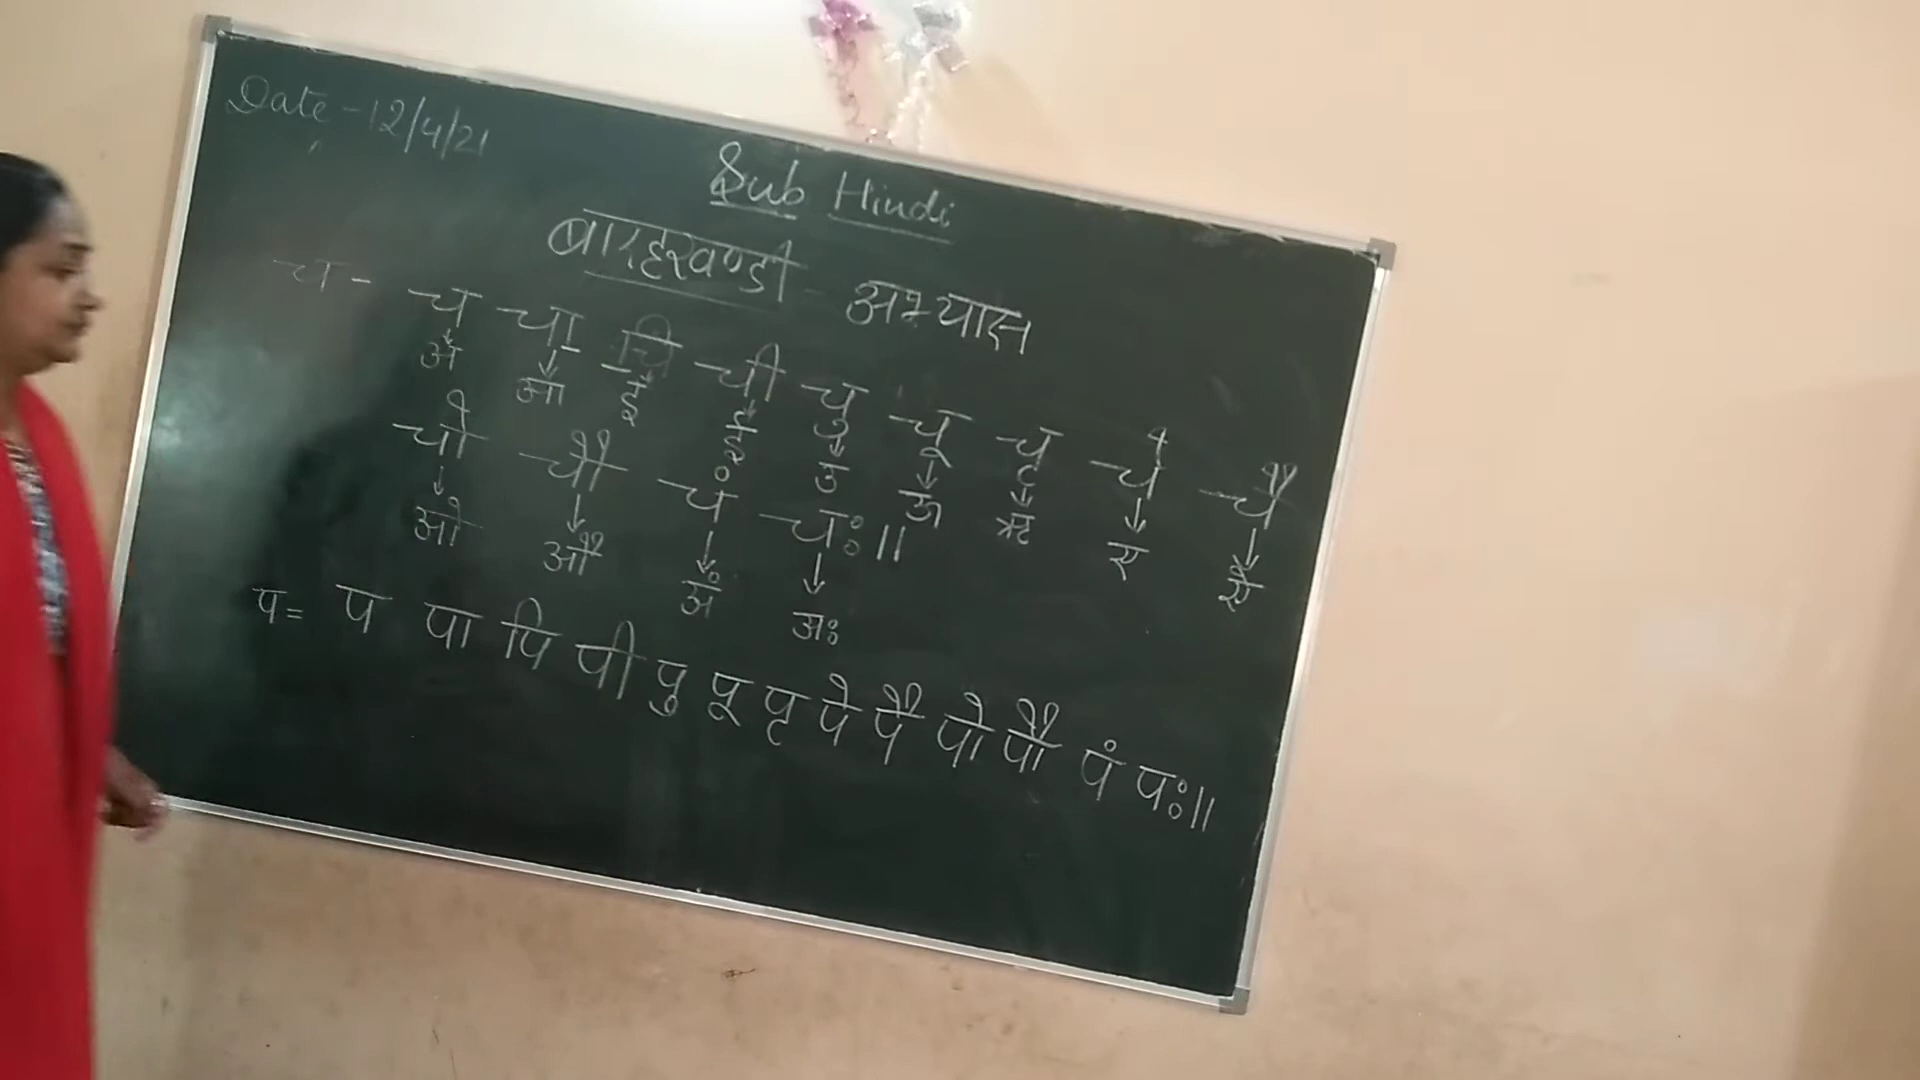 Date - 12/4/21
Sub Hindi
बारहखण्डी - अभ्यास
च - च चा चि ची चु चू चृ चे चै
अ आ इ ई उ ऊ ऋ ए ऐ
चो चौ चं चः॥
ओ औ अं अः
प = प पा पि पी पु पू पृ पे पै पो पौ पं पः॥